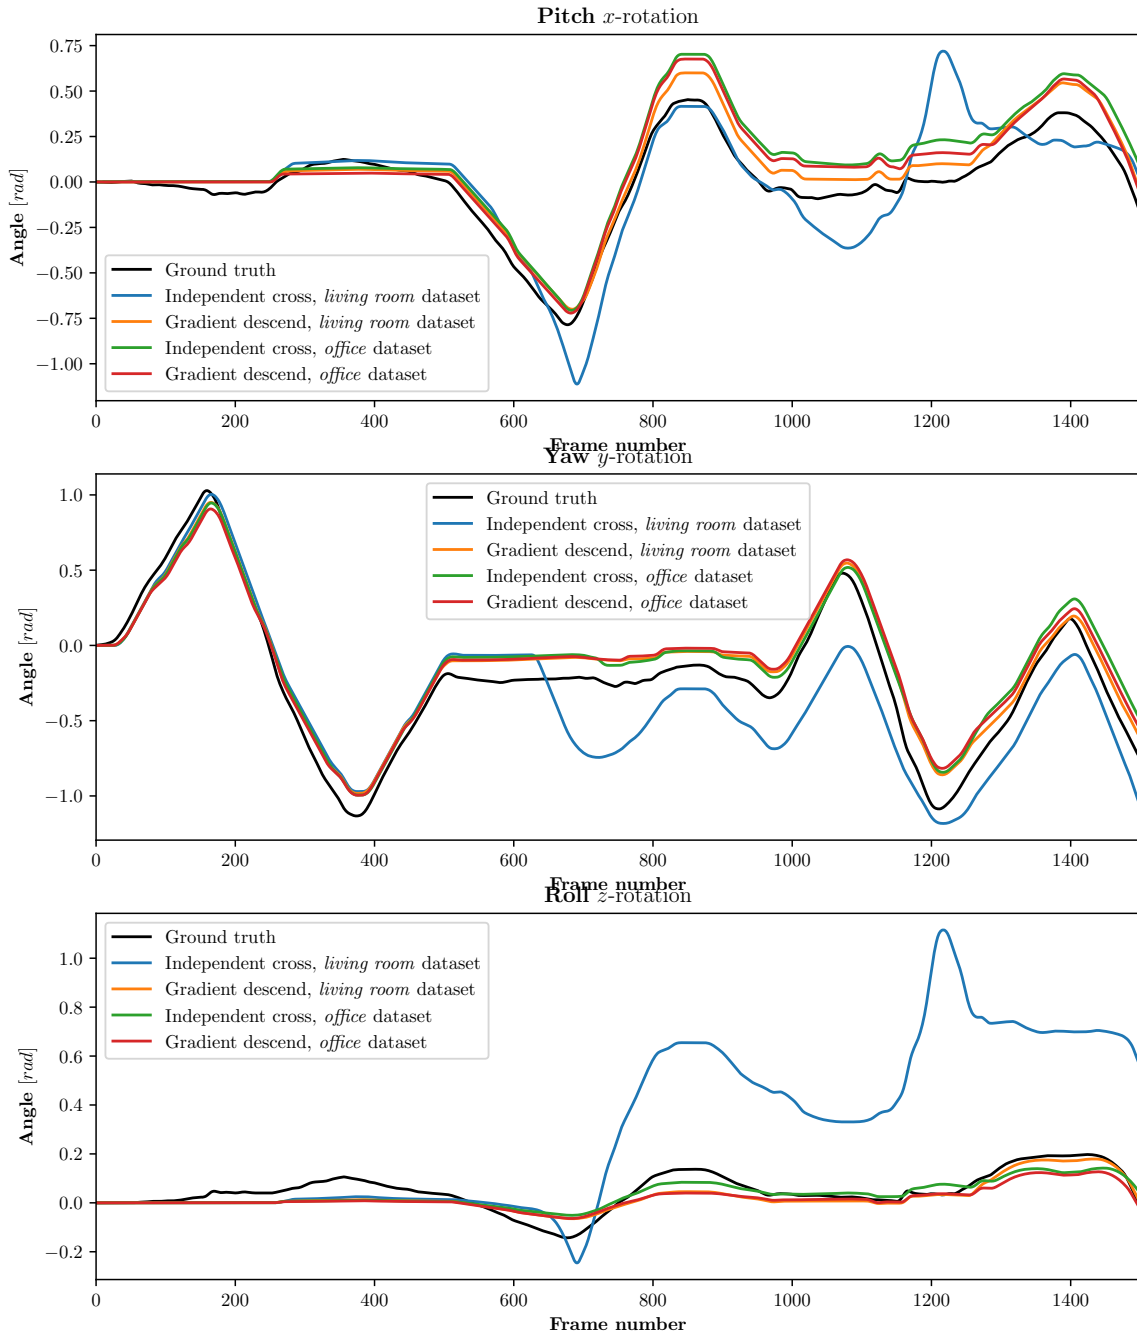 Pitch x-rotation
0.75
0.50
0.25
0.00
−0.25
−0.50
−0.75
−1.00
Angle [rad]
Ground truth
Independent cross, living room dataset
Gradient descend, living room dataset
Independent cross, office dataset
Gradient descend, office dataset
0 200 400 600 800 1000 1200 1400
Frame number
Yaw y-rotation
1.0
0.5
0.0
−0.5
−1.0
Angle [rad]
Ground truth
Independent cross, living room dataset
Gradient descend, living room dataset
Independent cross, office dataset
Gradient descend, office dataset
0 200 400 600 800 1000 1200 1400
Frame number
Roll z-rotation
1.0
0.8
0.6
0.4
0.2
0.0
−0.2
Angle [rad]
Ground truth
Independent cross, living room dataset
Gradient descend, living room dataset
Independent cross, office dataset
Gradient descend, office dataset
0 200 400 600 800 1000 1200 1400
Frame number